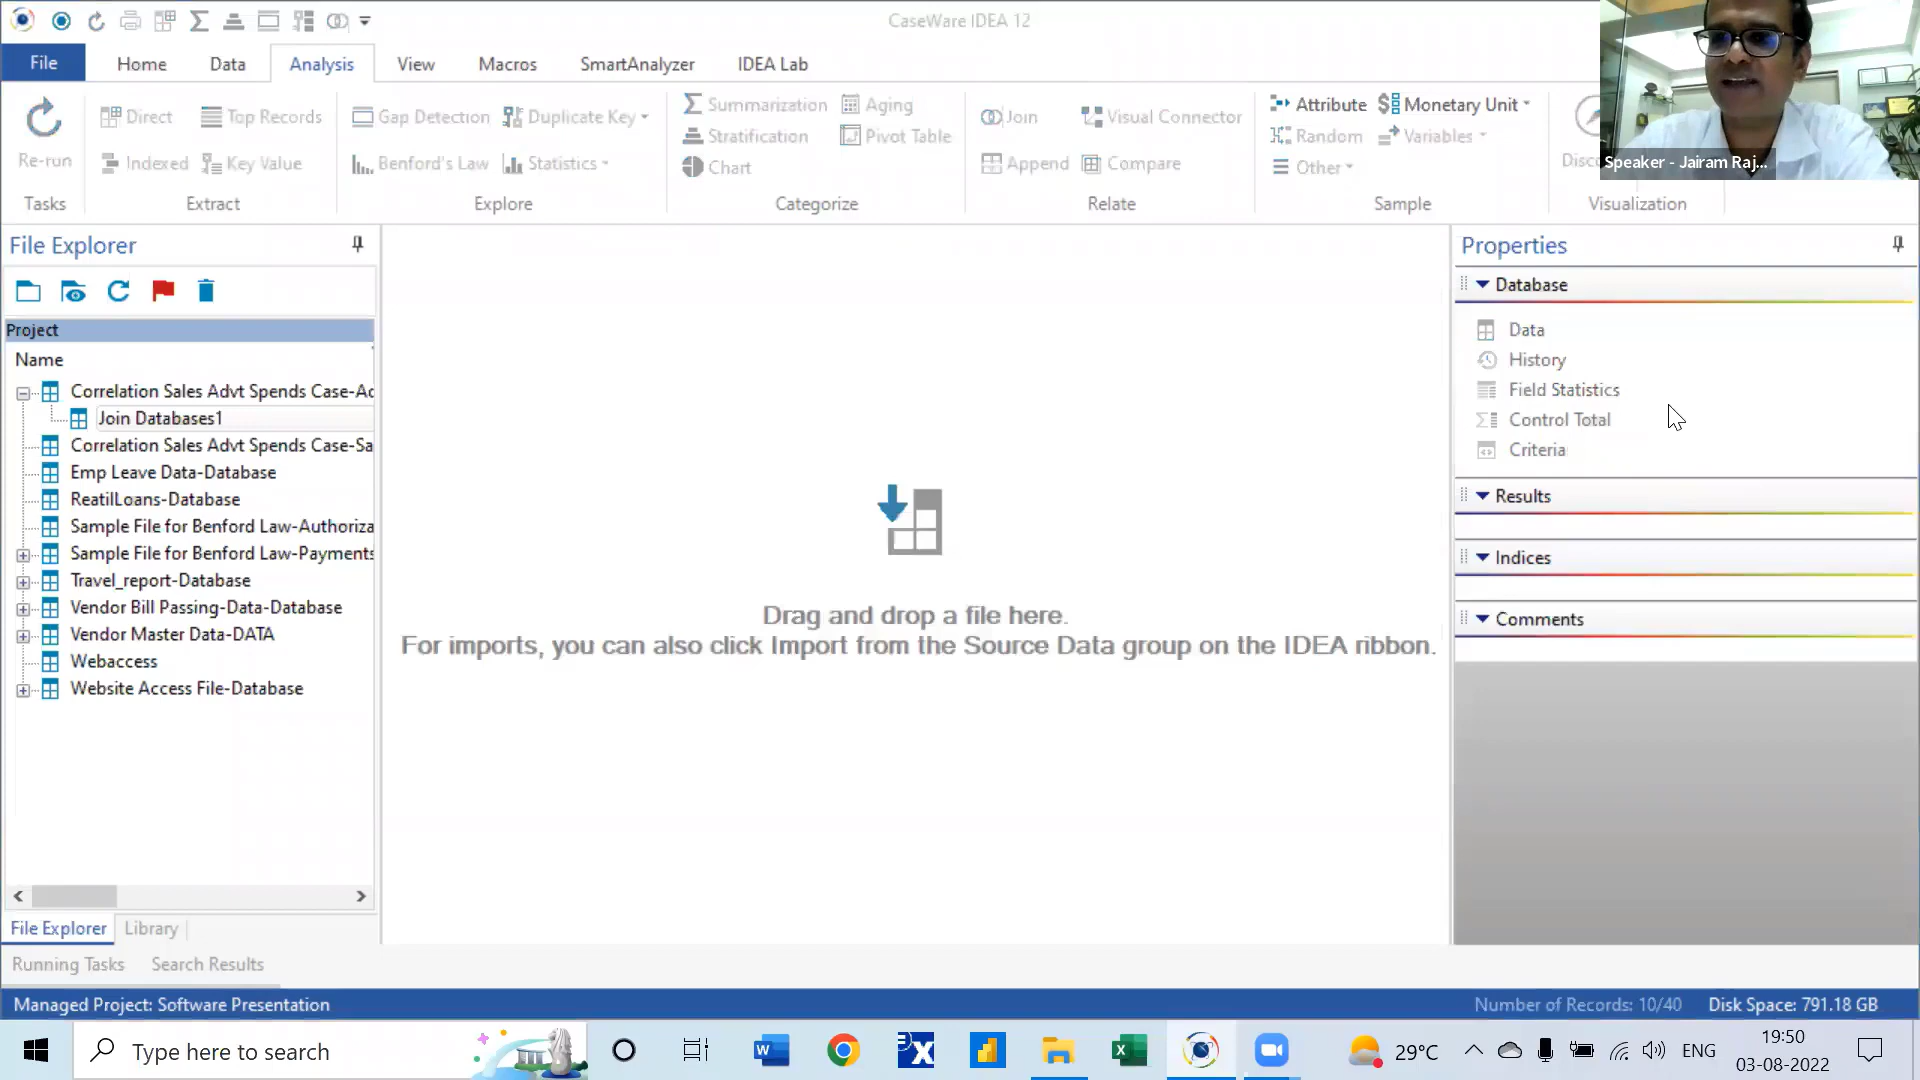 CaseWare IDEA 12
File Home Data Analysis View Macros SmartAnalyzer IDEA Lab
Re-run
Tasks
Direct Top Records
Indexed Key Value
Extract
Gap Detection Duplicate Key
Benford's Law Statistics
Explore
Summarization Aging
Stratification Pivot Table
Chart
Categorize
Join Visual Connector
Append Compare
Relate
Attribute Monetary Unit
Random Variables
Other
Sample
Disc
Visualization
Speaker - Jairam Raj...
File Explorer
Project
Name
Correlation Sales Advt Spends Case-Ac
Join Databases1
Correlation Sales Advt Spends Case-Sa
Emp Leave Data-Database
ReatilLoans-Database
Sample File for Benford Law-Authoriza
Sample File for Benford Law-Payments
Travel_report-Database
Vendor Bill Passing-Data-Database
Vendor Master Data-DATA
Webaccess
Website Access File-Database
File Explorer Library
Drag and drop a file here.
For imports, you can also click Import from the Source Data group on the IDEA ribbon.
Properties
Database
Data
History
Field Statistics
Control Total
Criteria
Results
Indices
Comments
Running Tasks Search Results
Managed Project: Software Presentation
Number of Records: 10/40 Disk Space: 791.18 GB
Type here to search
29°C
ENG
19:50
03-08-2022